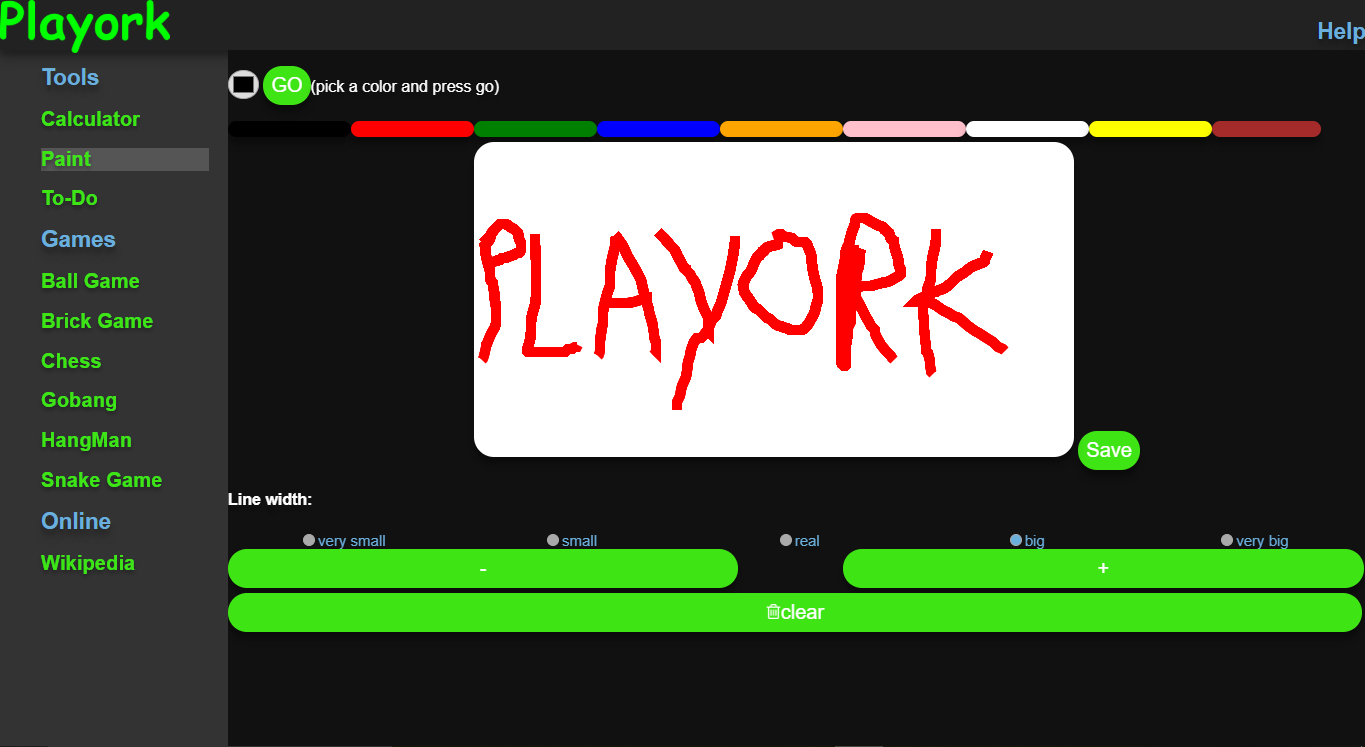 Playork
Help
Tools
Calculator
Paint
To-Do
Games
Ball Game
Brick Game
Chess
Gobang
HangMan
Snake Game
Online
Wikipedia
GO(pick a color and press go)
PLAYORK
Save
Line width:
very small small real big very big
- +
clear